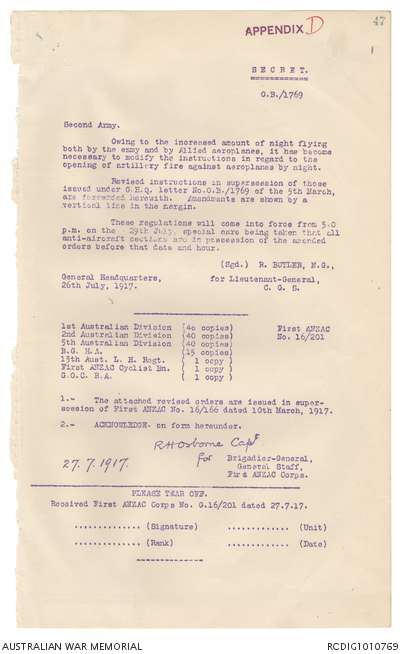 APPENDIX D
47
1
SECRET.
O.B./1769
Second Army.
Owing to the increased amount of night flying
both by the enmy and by Allied aeroplanes, it has become
necessary to modify the instructions in regard to the
opening of artillery fire against aeroplanes by night.
Revised instructions in supersession of those
issued under G.H.Q. letter No.O.B./1769 of the 5th March,
are forwarded herewith. Amendments are shown by a
vertical line in the margin.
These regulations will come into force from 5.0
p.m. on the 29th July, special care being taken that all
anti-aircraft sections are in possession of the amended
orders before that date and hour.
(Sgd.) R. BUTLER, M.G.,
General Headquarters, for Lieutenant-General,
26th July, 1917. C. G. S.
1st Australian Division (40 copies) First ANZAC
2nd Australian Division (40 copies) No. 16/201
5th Australian Division (40 copies)
B.G. H.A. (15 copies)
13th Aust. L. H. Regt. ( 1 copy )
First ANZAC Cyclist Bn. ( 1 copy )
G.O.C. R.A. ( 1 copy )
1.- The attached revised orders are issued in super-
session of First ANZAC No. 16/166 dated 10th March, 1917.
2.- ACKNOWLEDGE on form hereunder.
R H Osborne Capt
27.7.1917. for Brigadier-General,
General Staff,
First ANZAC Corps.
PLEASE TEAR OFF.
Received First ANZAC Corps No. G.16/201 dated 27.7.17.
............. (Signature) ............ (Unit)
............. (Rank) ............ (Date)
AUSTRALIAN WAR MEMORIAL
RCDIG1010769